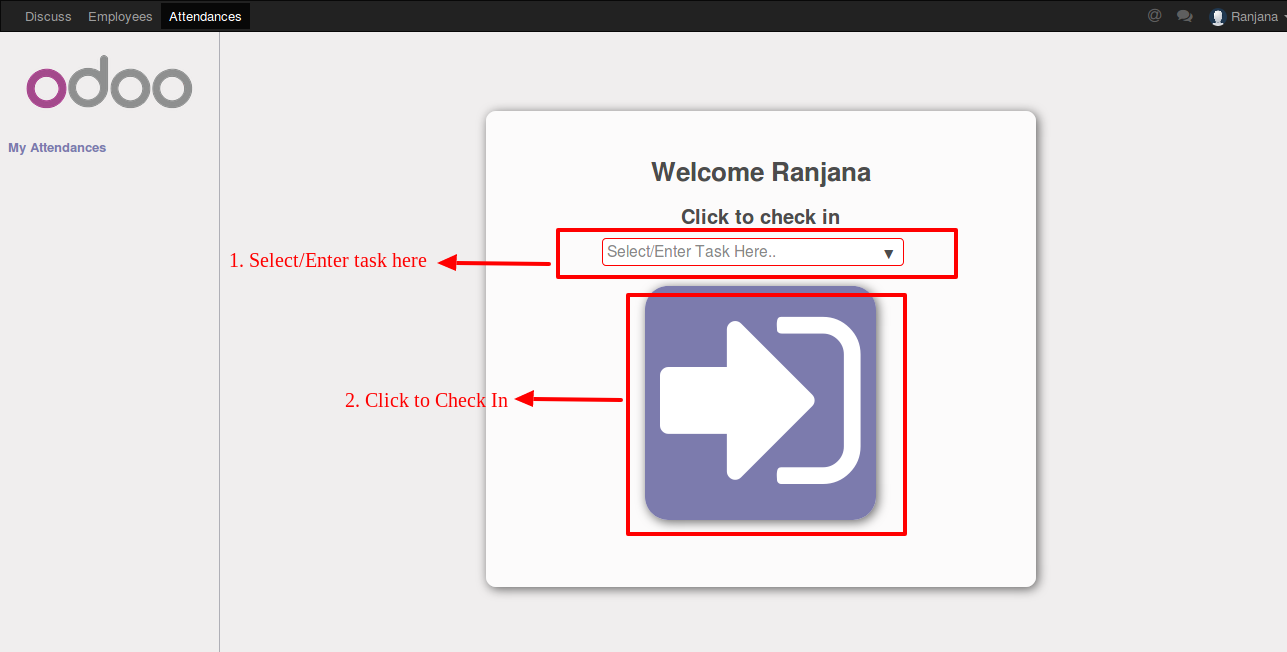 Discuss Employees Attendances @ Ranjana
odoo
My Attendances
Welcome Ranjana
Click to check in
Select/Enter Task Here..
1. Select/Enter task here
2. Click to Check In